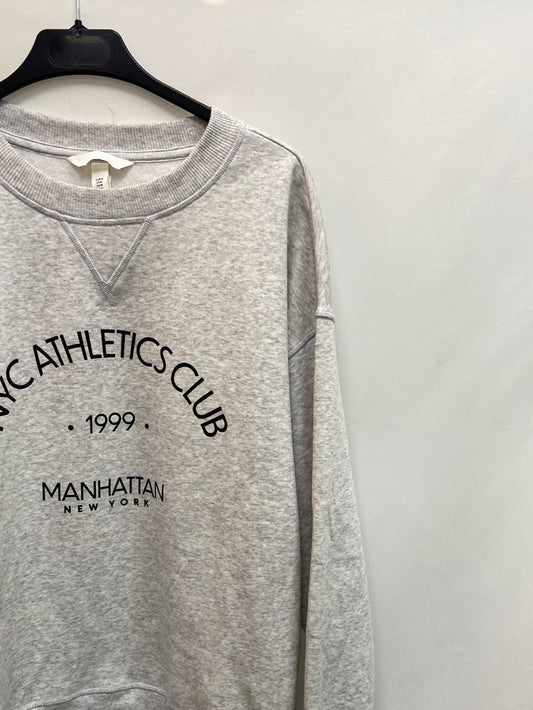 NYC ATHLETICS CLUB
• 1999 •
MANHATTAN
NEW YORK